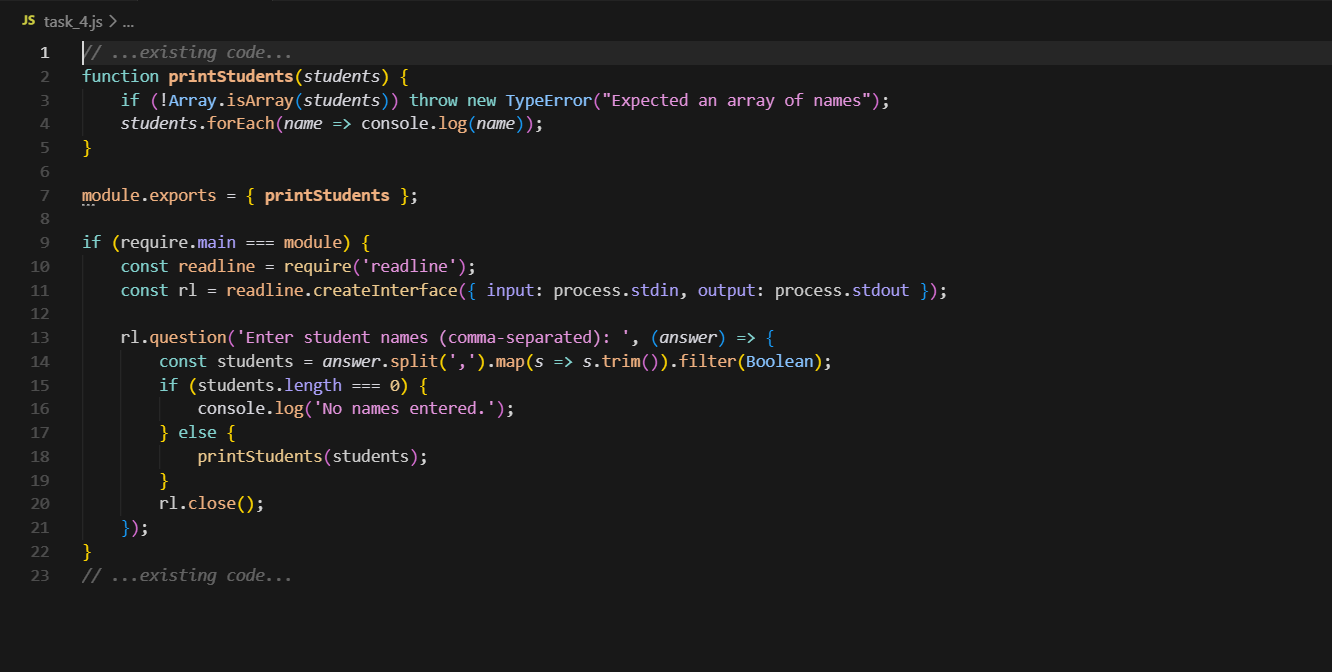 JS task_4.js > ...
1 // ...existing code...
2 function printStudents(students) {
3     if (!Array.isArray(students)) throw new TypeError("Expected an array of names");
4     students.forEach(name => console.log(name));
5 }
6
7 module.exports = { printStudents };
8
9 if (require.main === module) {
10     const readline = require('readline');
11     const rl = readline.createInterface({ input: process.stdin, output: process.stdout });
12
13     rl.question('Enter student names (comma-separated): ', (answer) => {
14         const students = answer.split(',').map(s => s.trim()).filter(Boolean);
15         if (students.length === 0) {
16             console.log('No names entered.');
17         } else {
18             printStudents(students);
19         }
20         rl.close();
21     });
22 }
23 // ...existing code...